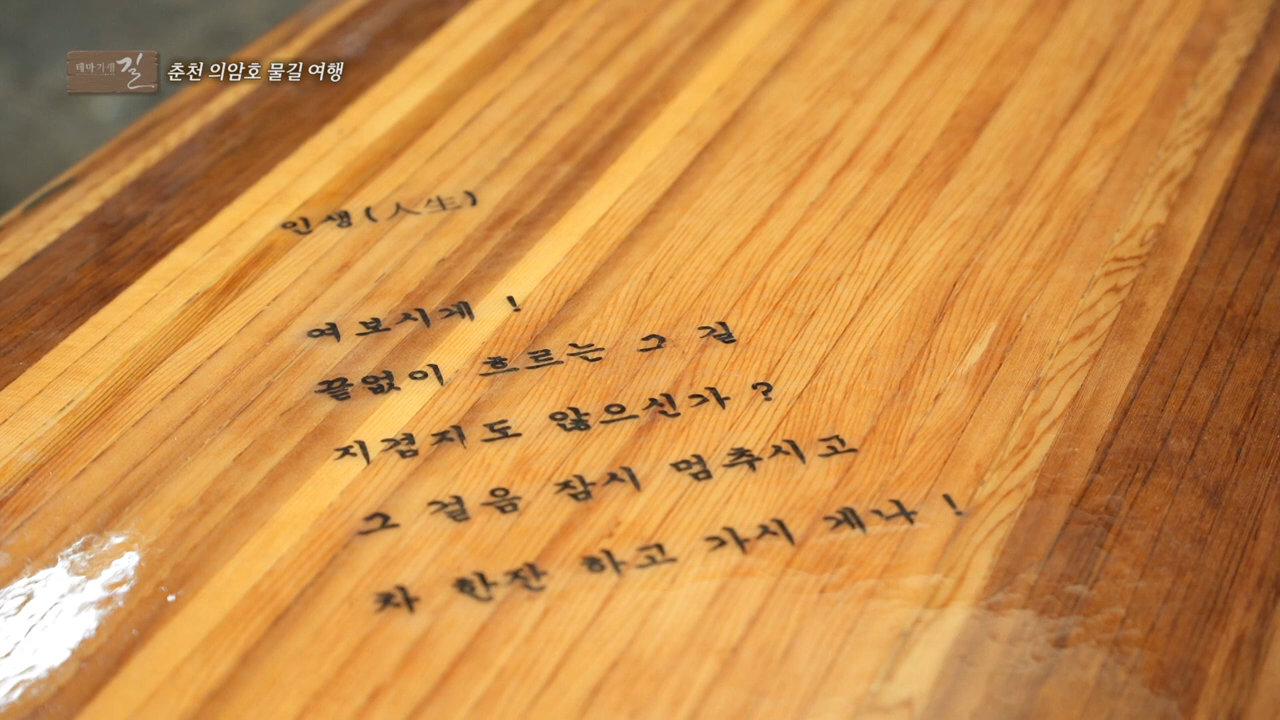 테마기행 길 춘천 의암호 물길 여행
인생(人生)
여보시게 !
끝없이 흐르는 그 길
지겹지도 않으신가 ?
그 걸음 잠시 멈추시고
차 한잔 하고 가시 게나 !